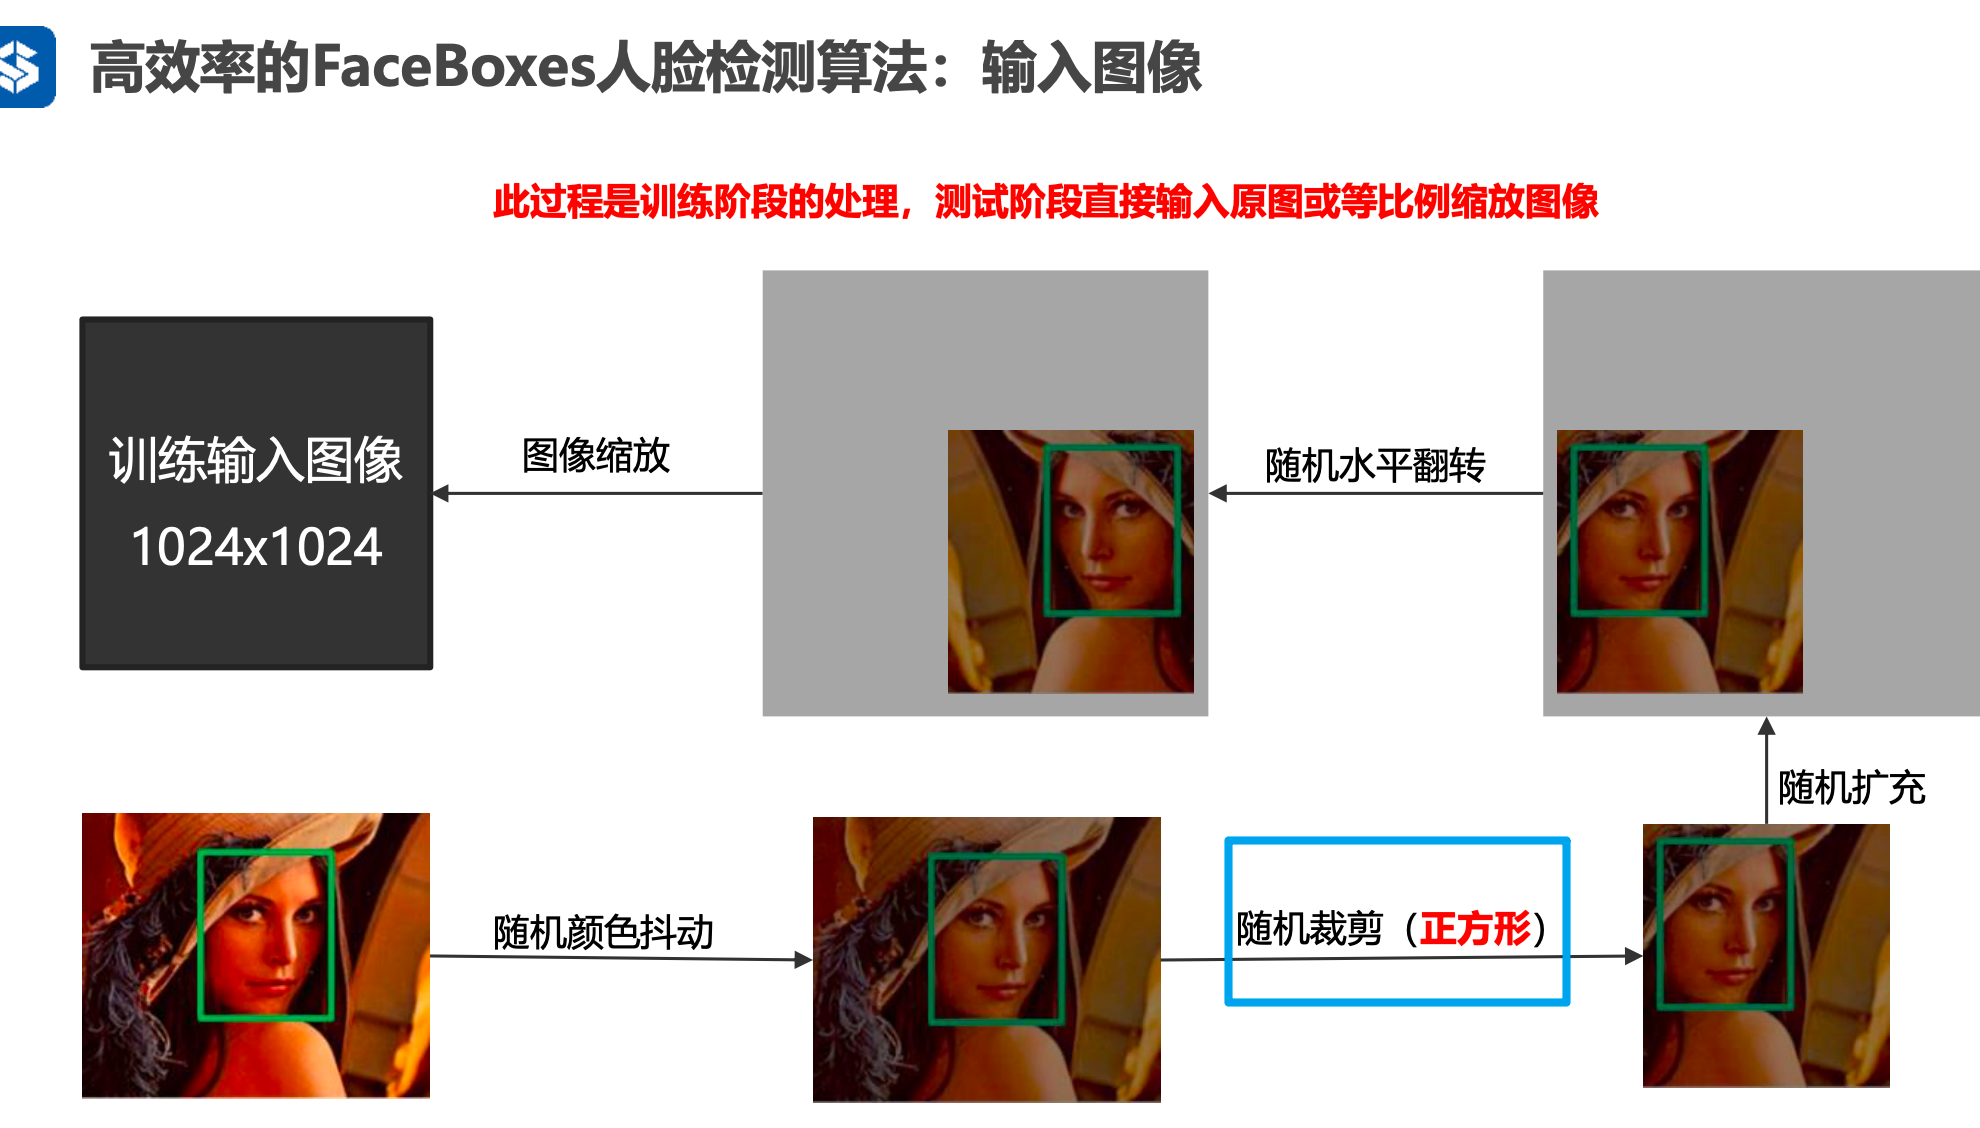 高效率的FaceBoxes人脸检测算法：输入图像
此过程是训练阶段的处理，测试阶段直接输入原图或等比例缩放图像
训练输入图像
1024x1024
图像缩放
随机水平翻转
随机扩充
随机颜色抖动
随机裁剪（正方形）